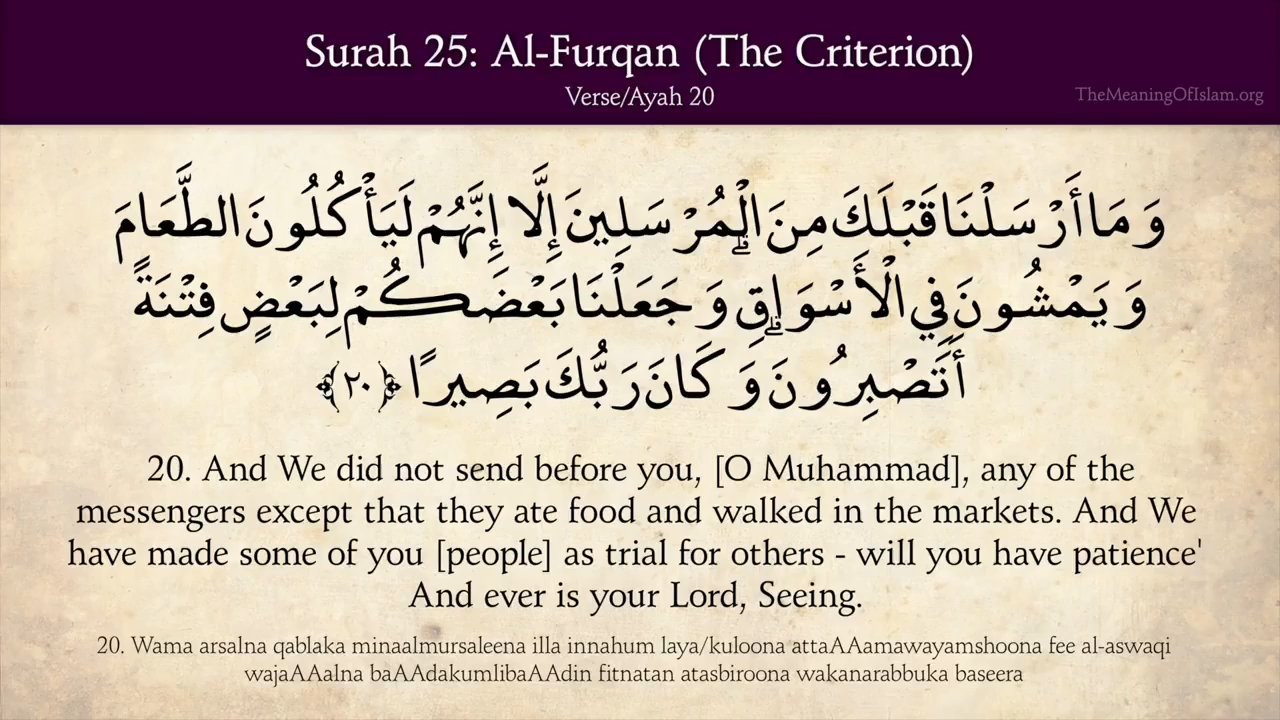 Surah 25: Al-Furqan (The Criterion)
Verse/Ayah 20
TheMeaningOfIslam.org
وَمَا أَرْسَلْنَا قَبْلَكَ مِنَ الْمُرْسَلِينَ إِلَّا إِنَّهُمْ لَيَأْكُلُونَ الطَّعَامَ
وَيَمْشُونَ فِي الْأَسْوَاقِ ۗ وَجَعَلْنَا بَعْضَكُمْ لِبَعْضٍ فِتْنَةً
أَتَصْبِرُونَ ۗ وَكَانَ رَبُّكَ بَصِيرًا ﴿٢٠﴾
20. And We did not send before you, [O Muhammad], any of the
messengers except that they ate food and walked in the markets. And We
have made some of you [people] as trial for others - will you have patience'
And ever is your Lord, Seeing.
20. Wama arsalna qablaka minaalmursaleena illa innahum laya/kuloona attaAAamawayamshoona fee al-aswaqi
wajaAAalna baAAdakumlibaAAdin fitnatan atasbiroona wakanarabbuka baseera